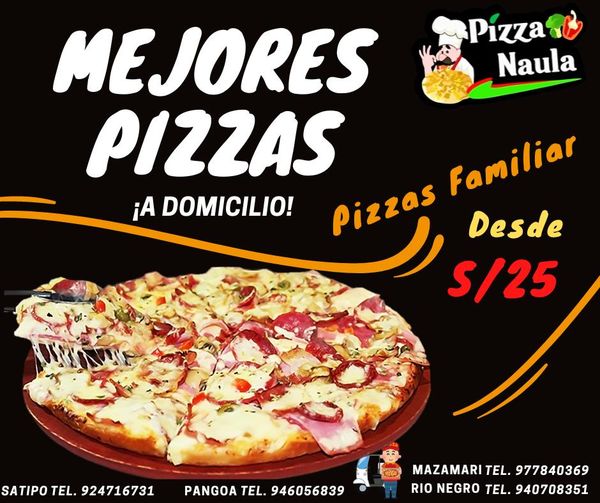 MEJORES
PIZZAS
¡A DOMICILIO!
Pizza
Naula
Pizzas Familiar
Desde
S/25
SATIPO TEL. 924716731
PANGOA TEL. 946056839
MAZAMARI TEL. 977840369
RIO NEGRO TEL. 940708351